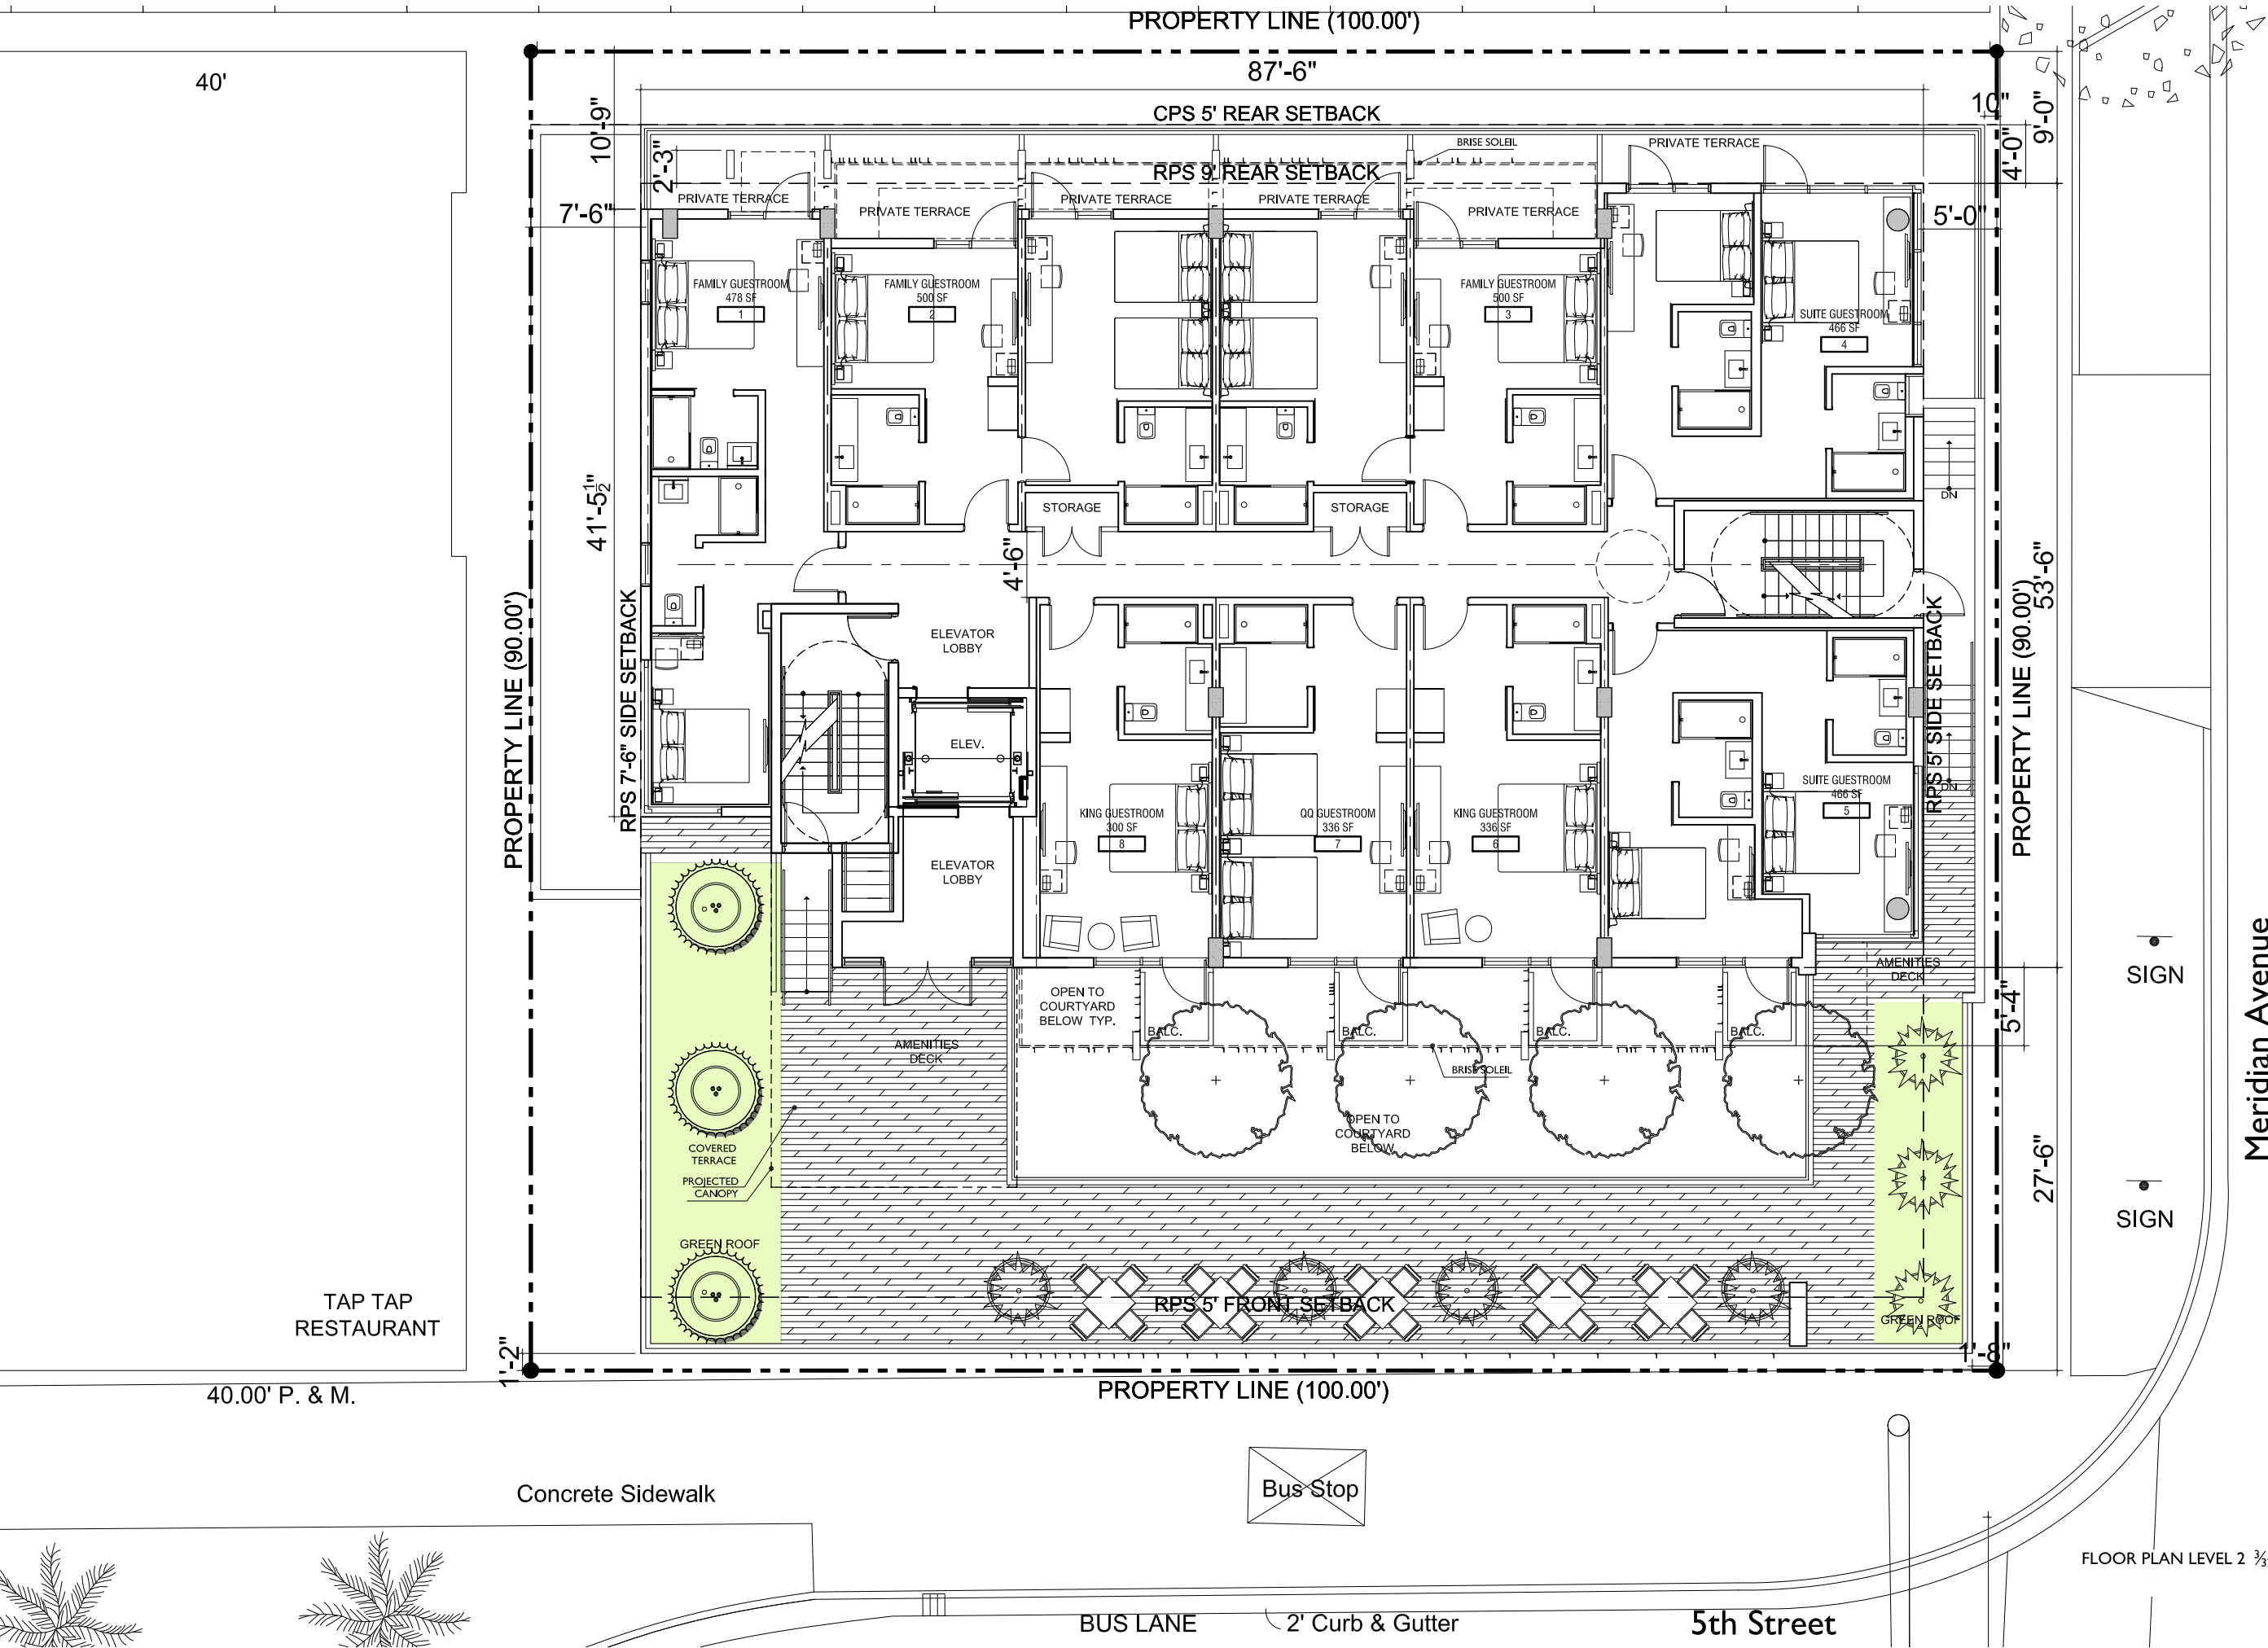 PROPERTY LINE (100.00')
40'
87'-6"
10'-9"
CPS 5' REAR SETBACK
10"
9'-0"
4'-0"
2'-3"
BRISE SOLEIL
PRIVATE TERRACE
RPS 9' REAR SETBACK
PRIVATE TERRACE
PRIVATE TERRACE
PRIVATE TERRACE
PRIVATE TERRACE
PRIVATE TERRACE
7'-6"
5'-0"
FAMILY GUESTROOM
478 SF
1
FAMILY GUESTROOM
500 SF
2
FAMILY GUESTROOM
500 SF
3
SUITE GUESTROOM
466 SF
4
41'-5½"
STORAGE
STORAGE
DN
4'-6"
53'-6"
PROPERTY LINE (90.00')
RPS 7'-6" SIDE SETBACK
ELEVATOR
LOBBY
RPS 5' SIDE SETBACK
PROPERTY LINE (90.00')
ELEV.
DN
KING GUESTROOM
300 SF
8
QQ GUESTROOM
336 SF
7
KING GUESTROOM
336 SF
6
SUITE GUESTROOM
466 SF
5
ELEVATOR
LOBBY
AMENITIES
DECK
SIGN
Meridian Avenue
OPEN TO
COURTYARD
BELOW TYP.
5'-4"
BALC.
BALC.
BALC.
BALC.
AMENITIES
DECK
BRISE SOLEIL
OPEN TO
COURTYARD
BELOW
COVERED
TERRACE
PROJECTED
CANOPY
27'-6"
SIGN
GREEN ROOF
TAP TAP
RESTAURANT
RPS 5' FRONT SETBACK
GREEN ROOF
1'-2"
1'-8"
40.00' P. & M.
PROPERTY LINE (100.00')
Concrete Sidewalk
Bus Stop
FLOOR PLAN LEVEL 2
BUS LANE
2' Curb & Gutter
5th Street